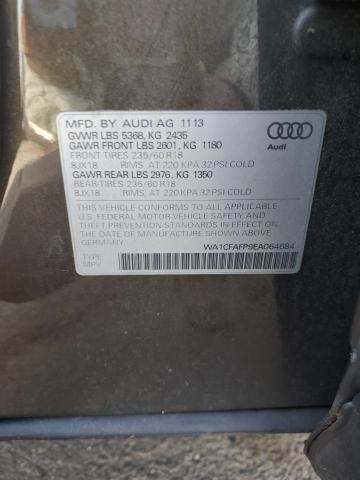 MFD. BY AUDI AG 1113
GVWR LBS 5368, KG 2435
GAWR FRONT LBS 2601, KG 1180
FRONT-TIRES 235/60 R18
8JX18 RIMS, AT 220 KPA 32 PSI COLD
GAWR REAR LBS 2976, KG 1350
REAR-TIRES 235/60 R18
8JX18 RIMS, AT 220 KPA 32 PSI COLD
Audi
THIS VEHICLE CONFORMS TO ALL APPLICABLE
U.S. FEDERAL MOTOR VEHICLE SAFETY AND
THEFT PREVENTION STANDARDS IN EFFECT ON
THE DATE OF MANUFACTURE SHOWN ABOVE.
GERMANY
WA1CFAFP9EA064684
TYPE:
MPV